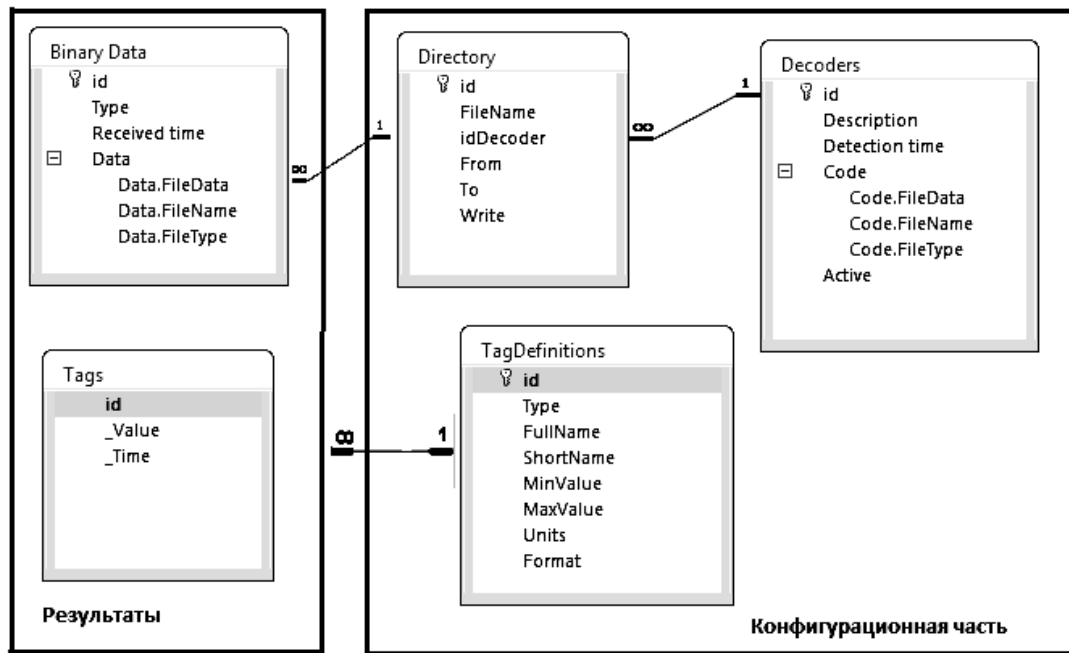 Binary Data
id
Type
Received time
Data
Data.FileData
Data.FileName
Data.FileType
Directory
id
FileName
idDecoder
From
To
Write
Decoders
id
Description
Detection time
Code
Code.FileData
Code.FileName
Code.FileType
Active
∞ 1
∞ 1
Tags
id
_Value
_Time
∞ 1
TagDefinitions
id
Type
FullName
ShortName
MinValue
MaxValue
Units
Format
Результаты
Конфигурационная часть